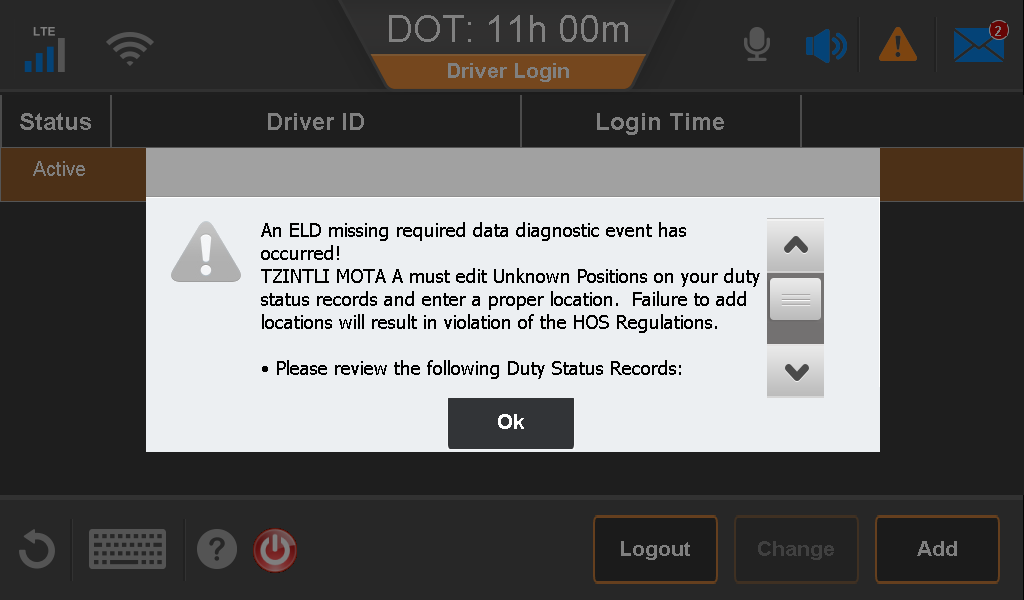 LTE
DOT: 11h 00m
2
Driver Login
Status
Driver ID
Login Time
Active
An ELD missing required data diagnostic event has
occurred!
TZINTLI MOTA A must edit Unknown Positions on your duty
status records and enter a proper location.  Failure to add
locations will result in violation of the HOS Regulations.
• Please review the following Duty Status Records:
Ok
?
Logout
Change
Add